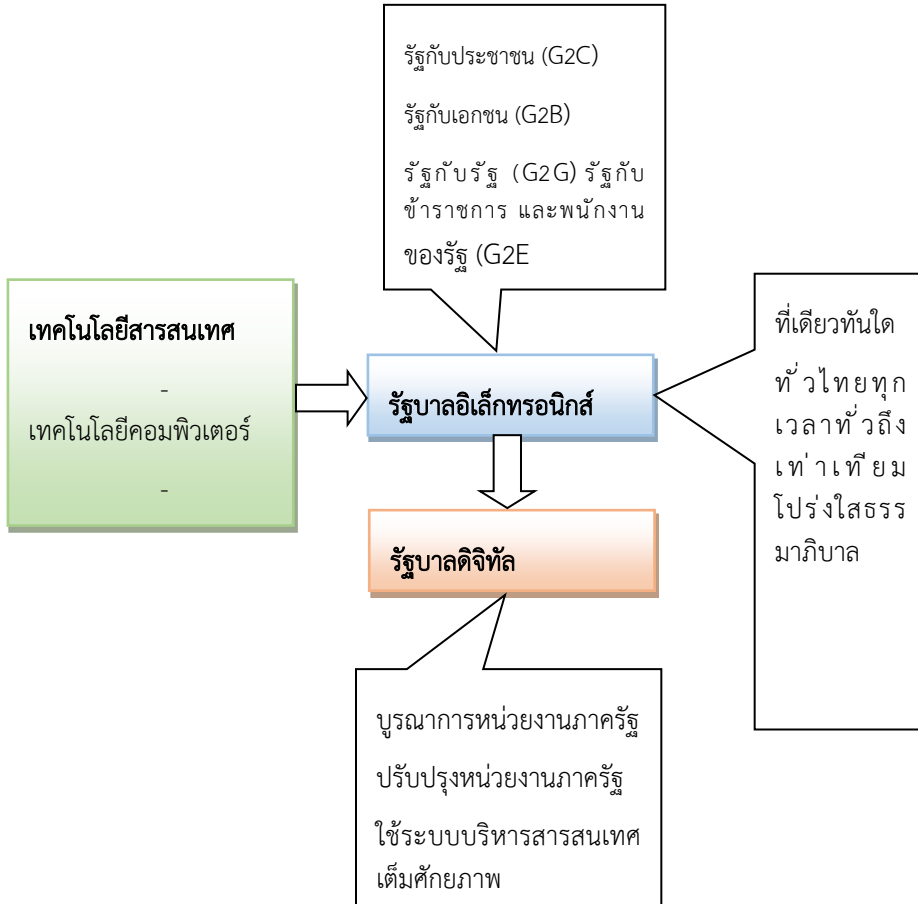 รัฐกับประชาชน (G2C)
รัฐกับเอกชน (G2B)
รัฐกับรัฐ (G2G) รัฐกับ
ข้าราชการ และพนักงาน
ของรัฐ (G2E
เทคโนโลยีสารสนเทศ
-
เทคโนโลยีคอมพิวเตอร์
-
รัฐบาลอิเล็กทรอนิกส์
ที่เดียวทันใด
ทั่วไทยทุก
เวลาทั่วถึง
เท่าเทียม
โปร่งใสธรร
มาภิบาล
รัฐบาลดิจิทัล
บูรณาการหน่วยงานภาครัฐ
ปรับปรุงหน่วยงานภาครัฐ
ใช้ระบบบริหารสารสนเทศ
เต็มศักยภาพ